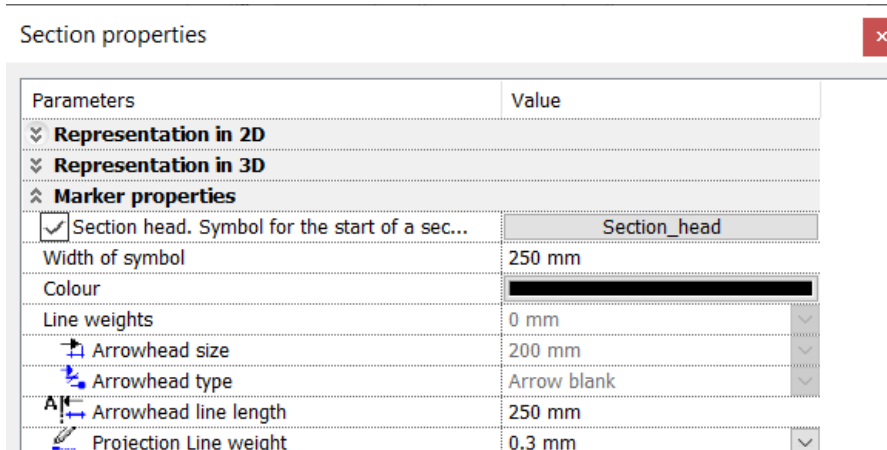 Section properties
Parameters Value
Representation in 2D
Representation in 3D
Marker properties
Section head. Symbol for the start of a sec... Section_head
Width of symbol 250 mm
Colour
Line weights 0 mm
Arrowhead size 200 mm
Arrowhead type Arrow blank
A Arrowhead line length 250 mm
Projection Line weight 0.3 mm